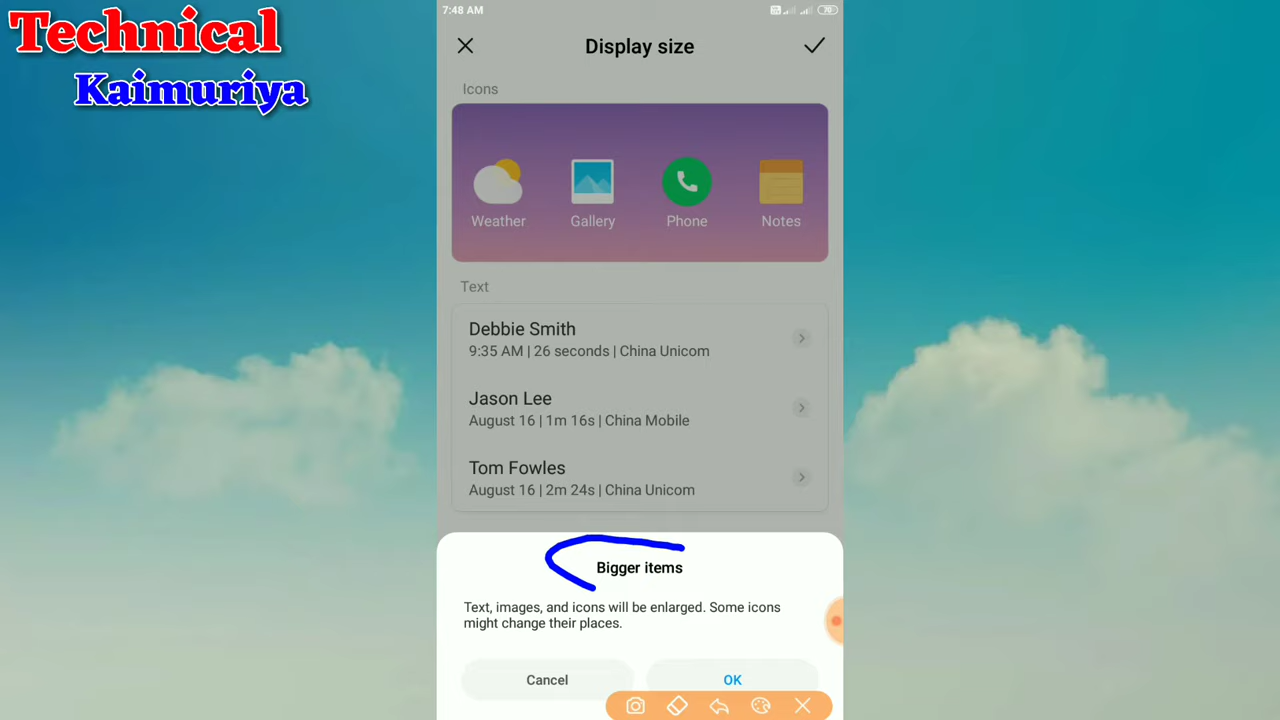 Technical
Kaimuriya
7:48 AM
70
Display size
Icons
Weather Gallery Phone Notes
Text
Debbie Smith
9:35 AM | 26 seconds | China Unicom
Jason Lee
August 16 | 1m 16s | China Mobile
Tom Fowles
August 16 | 2m 24s | China Unicom
Bigger items
Text, images, and icons will be enlarged. Some icons
might change their places.
Cancel OK